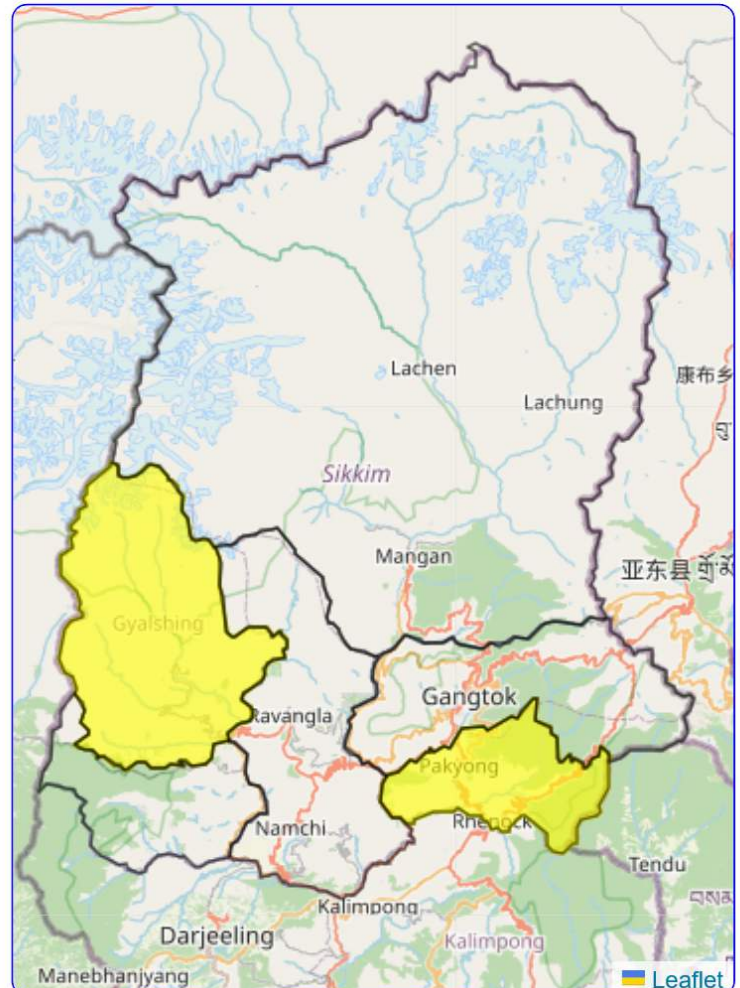 Lachen
Lachung
康布乡
Sikkim
Mangan
亚东县
Gyalshing
Gangtok
Ravangla
Pakyong
Namchi
Rhenock
Tendu
Kalimpong
Darjeeling
Kalimpong
Manebhanjyang
Leaflet